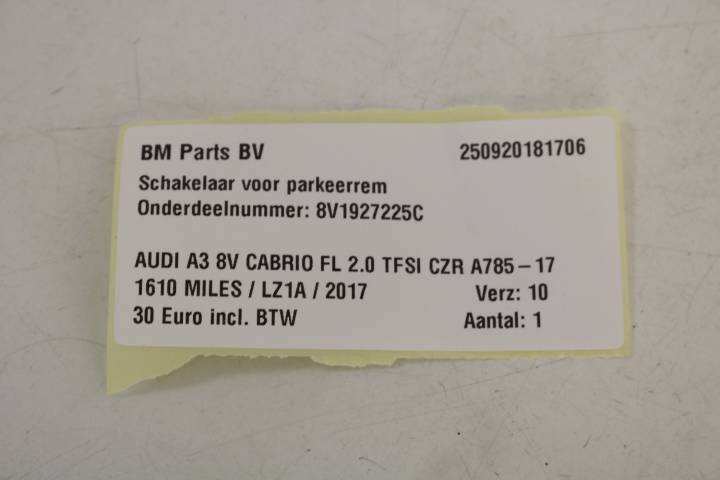 BM Parts BV 250920181706
Schakelaar voor parkeerrem
Onderdeelnummer: 8V1927225C
AUDI A3 8V CABRIO FL 2.0 TFSI CZR A785-17
1610 MILES / LZ1A / 2017 Verz: 10
30 Euro incl. BTW Aantal: 1